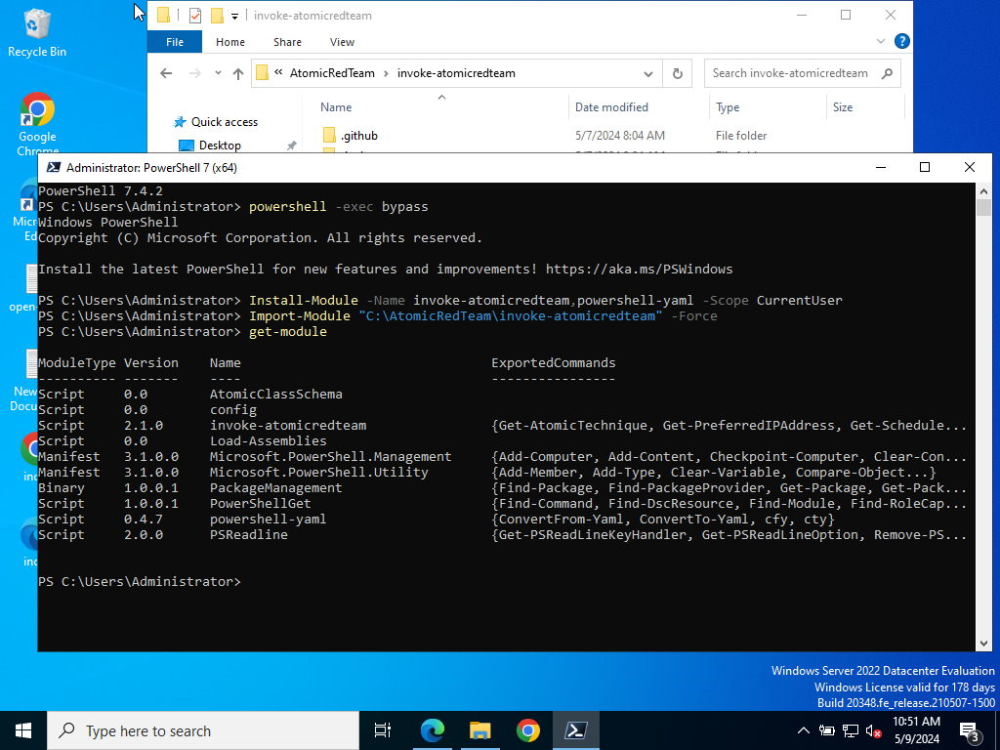 Recycle Bin
Google
Chrome
Micr
Ed
open-
New
Docu
inc
inc
invoke-atomicredteam
File Home Share View
« AtomicRedTeam › invoke-atomicredteam
Search invoke-atomicredteam
Name Date modified Type Size
Quick access
Desktop
.github 5/7/2024 8:04 AM File folder
Administrator: PowerShell 7 (x64)
PowerShell 7.4.2
PS C:\Users\Administrator> powershell -exec bypass
Windows PowerShell
Copyright (C) Microsoft Corporation. All rights reserved.
Install the latest PowerShell for new features and improvements! https://aka.ms/PSWindows
PS C:\Users\Administrator> Install-Module -Name invoke-atomicredteam,powershell-yaml -Scope CurrentUser
PS C:\Users\Administrator> Import-Module "C:\AtomicRedTeam\invoke-atomicredteam" -Force
PS C:\Users\Administrator> get-module
ModuleType Version Name ExportedCommands
---------- ------- ---- ----------------
Script 0.0 AtomicClassSchema
Script 0.0 config
Script 2.1.0 invoke-atomicredteam {Get-AtomicTechnique, Get-PreferredIPAddress, Get-Schedule...
Script 0.0 Load-Assemblies
Manifest 3.1.0.0 Microsoft.PowerShell.Management {Add-Computer, Add-Content, Checkpoint-Computer, Clear-Con...
Manifest 3.1.0.0 Microsoft.PowerShell.Utility {Add-Member, Add-Type, Clear-Variable, Compare-Object...}
Binary 1.0.0.1 PackageManagement {Find-Package, Find-PackageProvider, Get-Package, Get-Pack...
Script 1.0.0.1 PowerShellGet {Find-Command, Find-DscResource, Find-Module, Find-RoleCap...
Script 0.4.7 powershell-yaml {ConvertFrom-Yaml, ConvertTo-Yaml, cfy, cty}
Script 2.0.0 PSReadline {Get-PSReadLineKeyHandler, Get-PSReadLineOption, Remove-PS...
PS C:\Users\Administrator>
Windows Server 2022 Datacenter Evaluation
Windows License valid for 178 days
Build 20348.fe_release.210507-1500
Type here to search
10:51 AM
5/9/2024
3